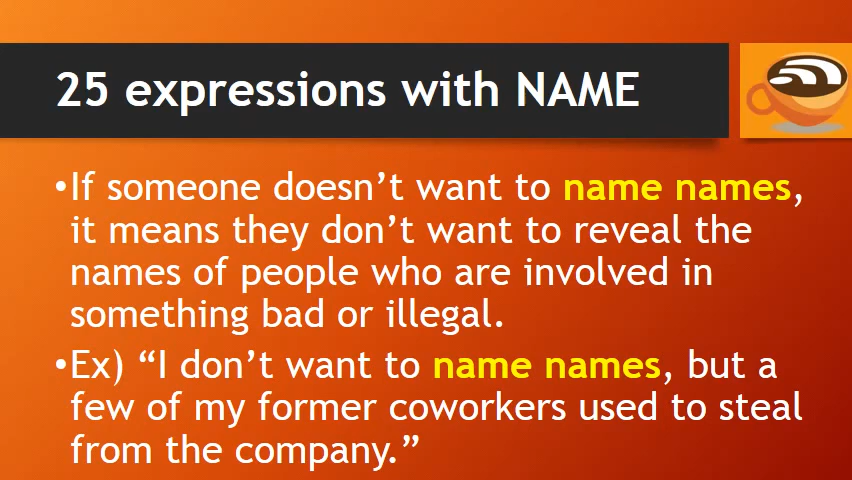 25 expressions with NAME
•If someone doesn’t want to name names,
it means they don’t want to reveal the
names of people who are involved in
something bad or illegal.
•Ex) “I don’t want to name names, but a
few of my former coworkers used to steal
from the company.”